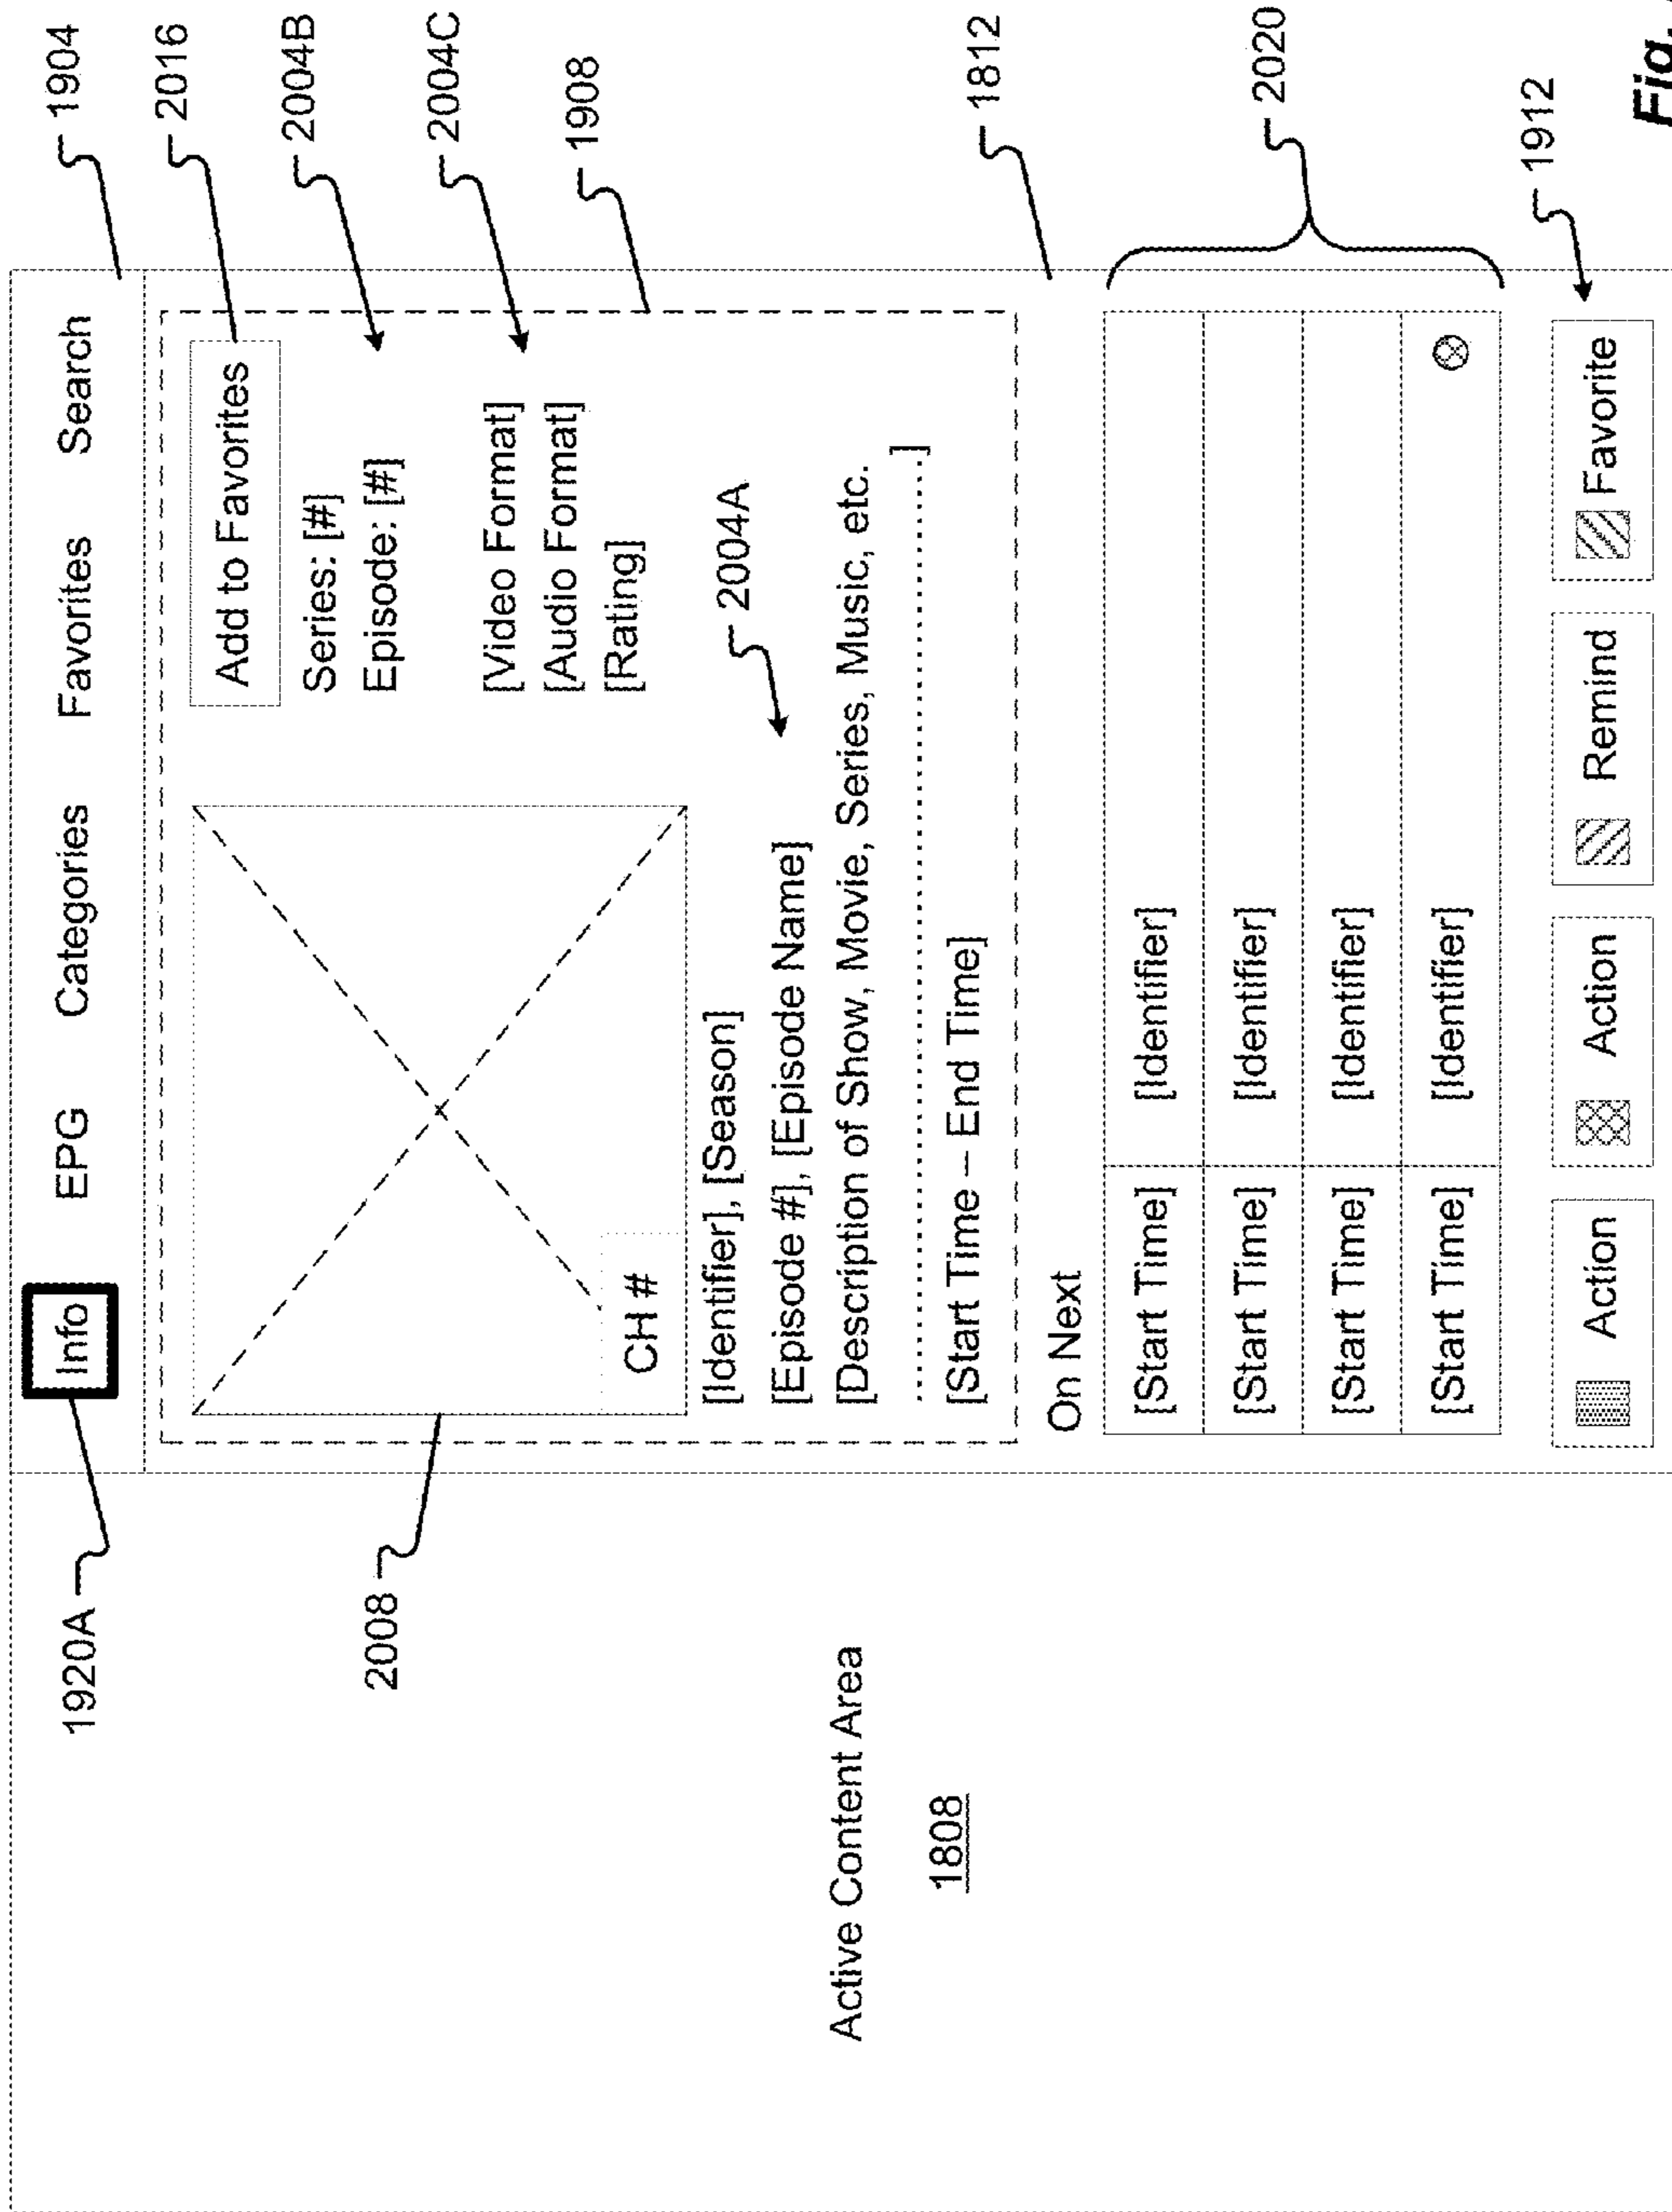 Info EPG Categories Favorites Search
1904
1920A
Add to Favorites
2016
Series: [#]
Episode: [#]
2004B
[Video Format]
[Audio Format]
[Rating]
2004C
1908
2008
CH #
[Identifier], [Season]
2004A
[Episode #], [Episode Name]
[Description of Show, Movie, Series, Music, etc.
........................................ ]
[Start Time – End Time]
Active Content Area
1808
1812
On Next
[Start Time] [Identifier]
[Start Time] [Identifier]
[Start Time] [Identifier]
[Start Time] [Identifier]
2020
Action Action Remind Favorite
1912
Fig.